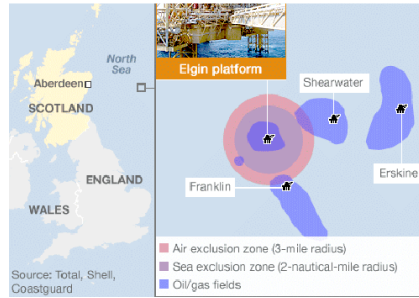 North
Sea
Aberdeen
SCOTLAND
ENGLAND
WALES
Source: Total, Shell,
Coastguard
Elgin platform
Shearwater
Erskine
Franklin
Air exclusion zone (3-mile radius)
Sea exclusion zone (2-nautical-mile radius)
Oil/gas fields